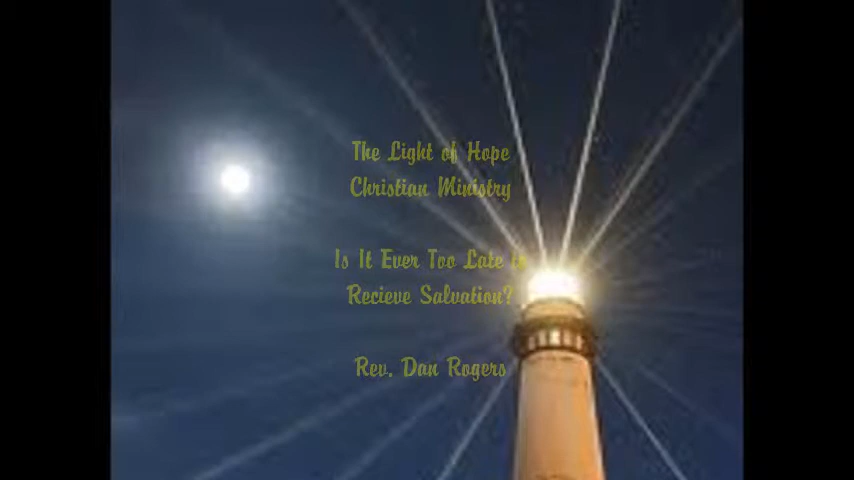 The Light of Hope
Christian Ministry
Is It Ever Too Late to
Recieve Salvation?
Rev. Dan Rogers